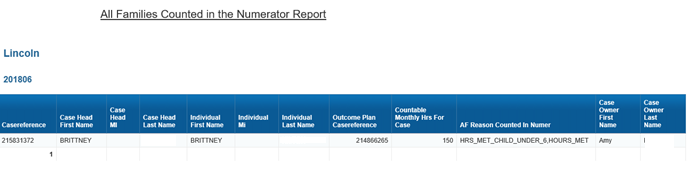 All Families Counted in the Numerator Report
Lincoln
201806
Casereference Case Head First Name Case Head MI Case Head Last Name Individual First Name Individual Mi Individual Last Name Outcome Plan Casereference Countable Monthly Hrs For Case AF Reason Counted In Numer Case Owner First Name Case Owner Last Name
215831372 BRITTNEY BRITTNEY 214866265 150 HRS_MET_CHILD_UNDER_6,HOURS_MET Amy
1